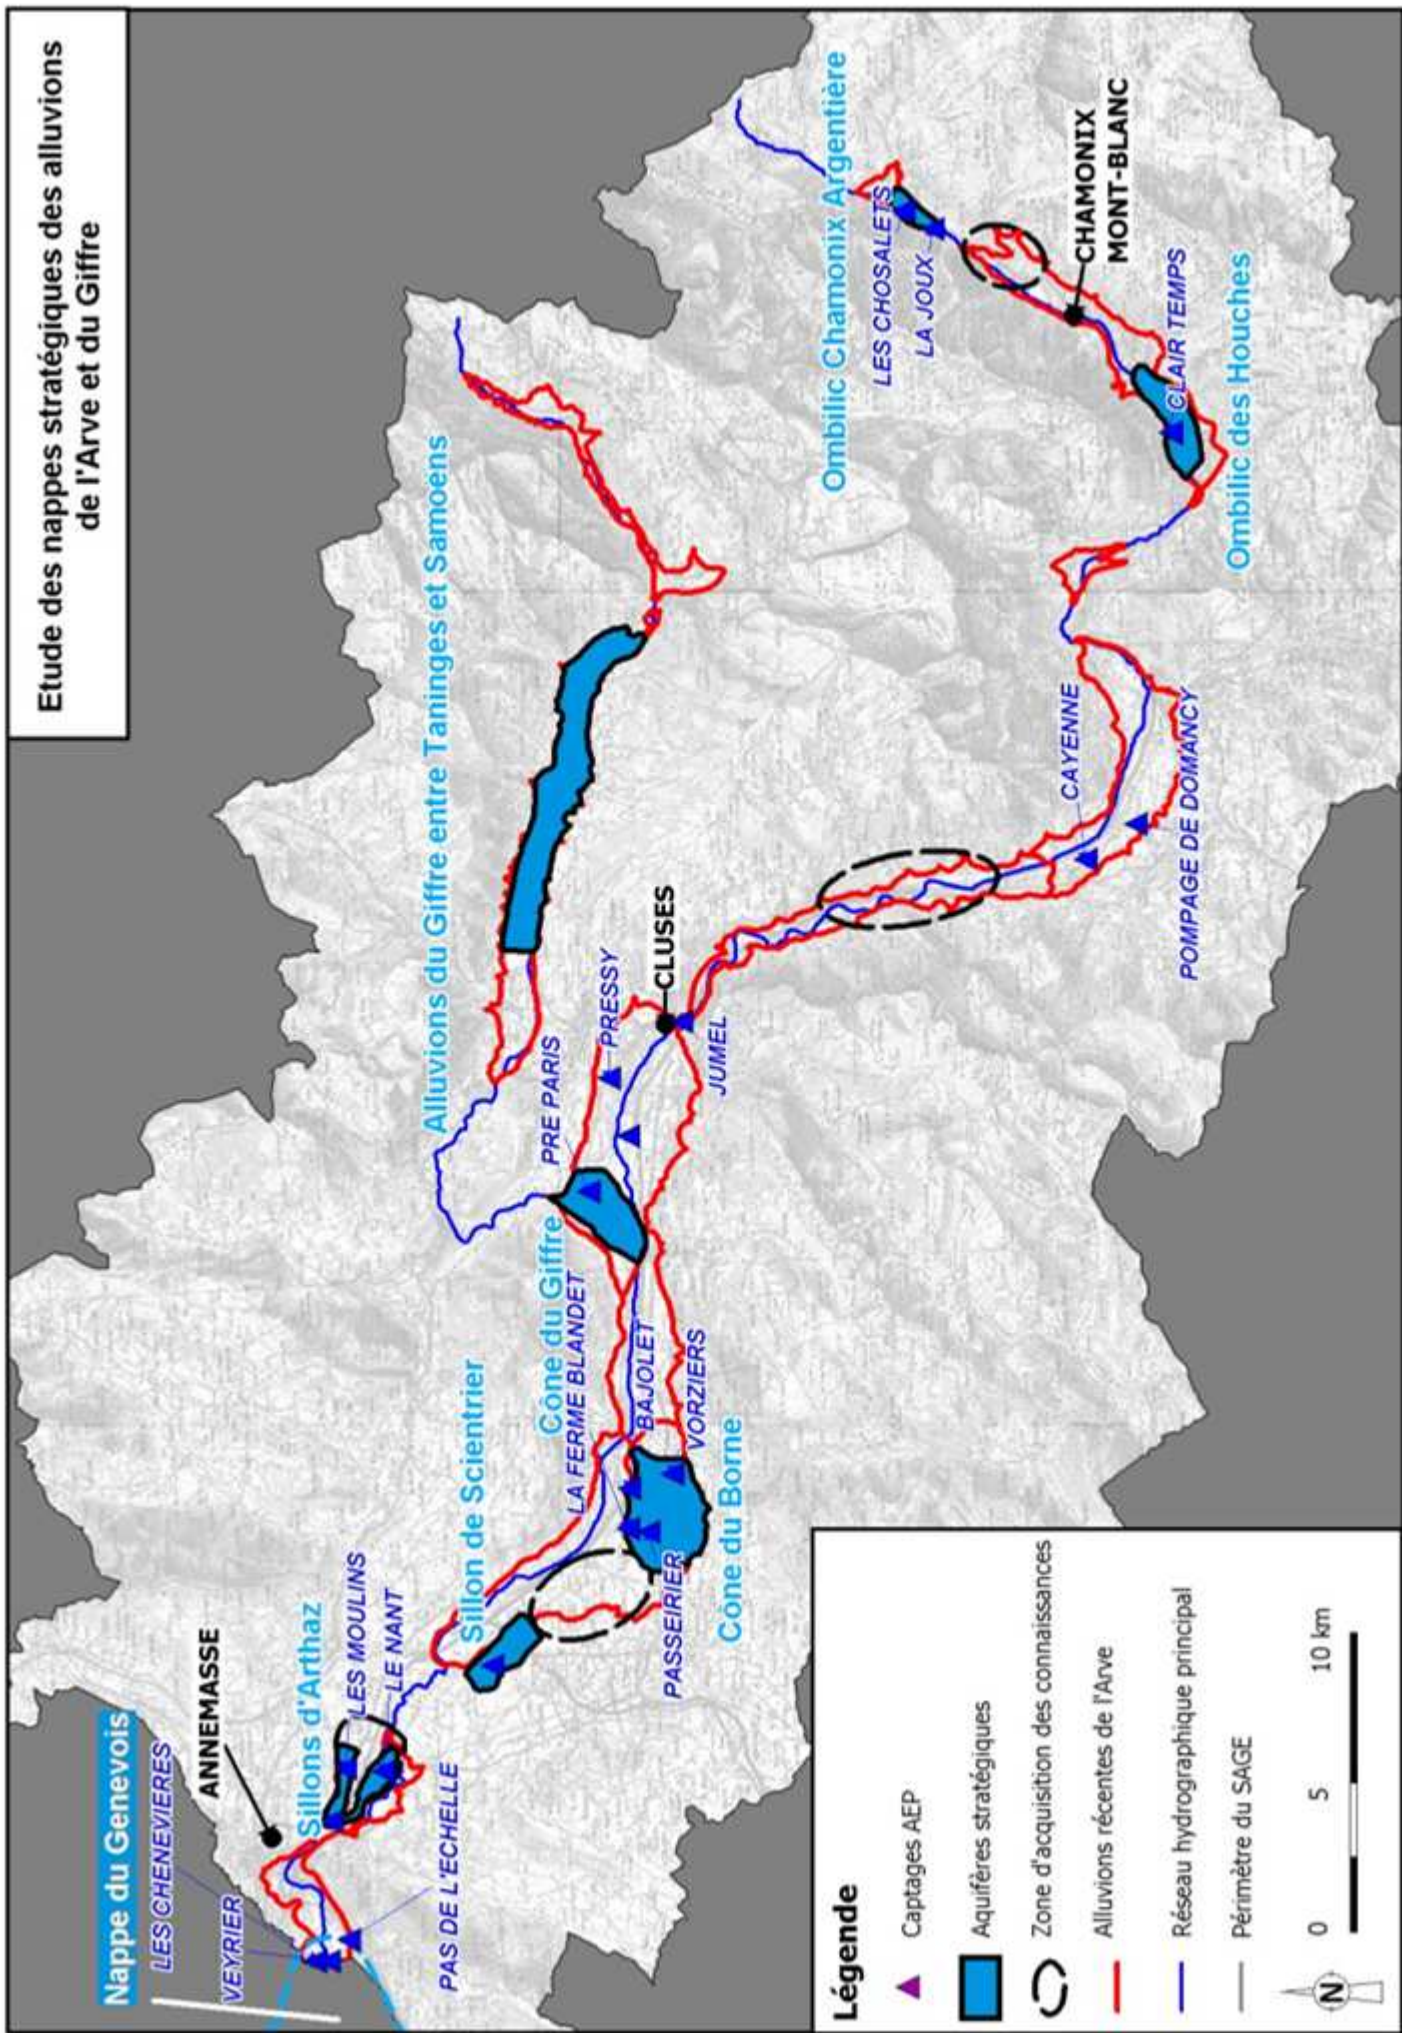 Etude des nappes stratégiques des alluvions
de l'Arve et du Giffre
Nappe du Genevois
LES CHENEVIERES
VEYRIER
ANNEMASSE
Sillons d'Arthaz
LES MOULINS
LE NANT
PAS DE L'ECHELLE
Sillon de Scientrier
PASSEIRIER
Cône du Borne
LA FERME BLANDET
BAJOLET
VORZIERS
Cône du Giffre
PRE PARIS
PRESSY
CLUSES
JUMEL
Alluvions du Giffre entre Taninges et Samoens
CAYENNE
POMPAGE DE DOMANCY
Ombilic Chamonix Argentière
LES CHOSALETS
LA JOUX
CHAMONIX
MONT-BLANC
CLAIR TEMPS
Ombilic des Houches
Légende
Captages AEP
Aquifères stratégiques
Zone d'acquisition des connaissances
Alluvions récentes de l'Arve
Réseau hydrographique principal
Périmètre du SAGE
N
0 5 10 km